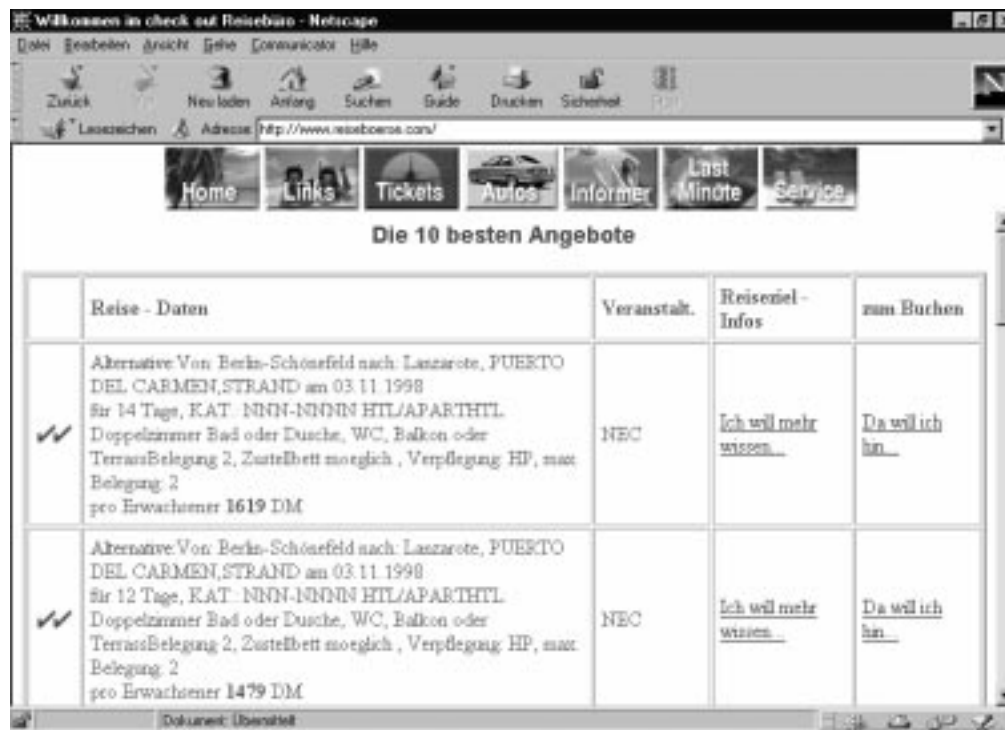 Willkommen im check out Reisebüro - Netscape
Datei Bearbeiten Ansicht Gehe Communicator Hilfe
Zurück Neu laden Anfang Suchen Guide Drucken Sicherheit
Lesezeichen Adresse http://www.reiseboerse.com/
Home Links Tickets Autos Informer Last Minute Service
Die 10 besten Angebote
Reise - Daten
Veranstalt.
Reiseziel -
Infos
zum Buchen
Alternative:Von: Berlin-Schönefeld nach: Lanzarote, PUERTO
DEL CARMEN,STRAND am 03.11.1998
für 14 Tage, KAT.: NNN-NNNN HTL/APARTHTL
Doppelzimmer Bad oder Dusche, WC, Balkon oder
TerrassBelegung 2, Zustellbett moeglich , Verpflegung: HP, max
Belegung: 2
pro Erwachsener 1619 DM
NEC
Ich will mehr
wissen...
Da will ich
hin...
Alternative:Von: Berlin-Schönefeld nach: Lanzarote, PUERTO
DEL CARMEN,STRAND am 03.11.1998
für 12 Tage, KAT.: NNN-NNNN HTL/APARTHTL
Doppelzimmer Bad oder Dusche, WC, Balkon oder
TerrassBelegung 2, Zustellbett moeglich , Verpflegung: HP, max
Belegung: 2
pro Erwachsener 1479 DM
NEC
Ich will mehr
wissen...
Da will ich
hin...
Dokument: Übermittelt